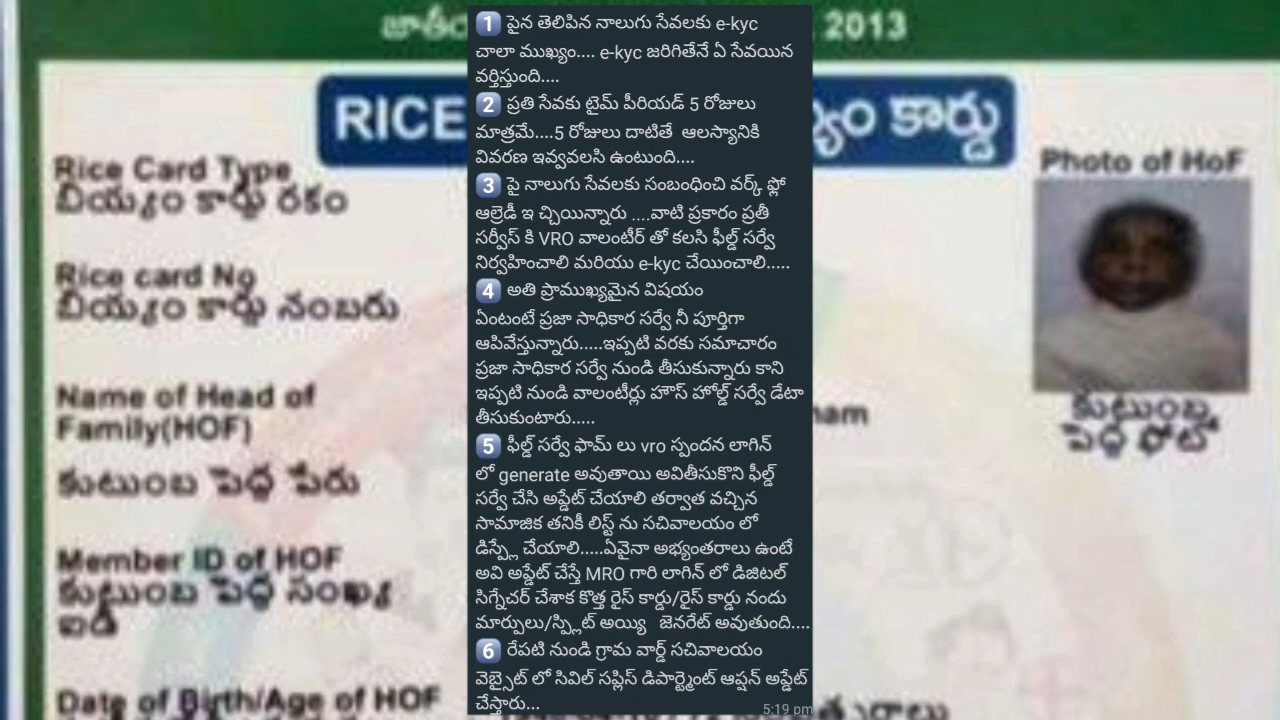 జాతీయ
2013
RICE
కార్డు
Rice Card Type
బియ్యం కార్డు రకం
Rice card No
బియ్యం కార్డు నంబరు
Name of Head of
Family(HOF)
కుటుంబ పెద్ద పేరు
Member ID of HOF
కుటుంబ పెద్ద సంఖ్య
ఐడి
Date of Birth/Age of HOF
1 పైన తెలిపిన నాలుగు సేవలకు e-kyc
చాలా ముఖ్యం.... e-kyc జరిగితేనే ఏ సేవయిన
వర్తిస్తుంది....
2 ప్రతి సేవకు టైమ్ పీరియడ్ 5 రోజులు
మాత్రమే....5 రోజులు దాటితే ఆలస్యానికి
వివరణ ఇవ్వవలసి ఉంటుంది....
3 పై నాలుగు సేవలకు సంబంధించి వర్క్ ఫ్లో
ఆల్రెడీ ఇ చ్చియిన్నారు ....వాటి ప్రకారం ప్రతీ
సర్వీస్ కి VRO వాలంటీర్ తో కలసి ఫీల్డ్ సర్వే
నిర్వహించాలి మరియు e-kyc చేయించాలి.....
4 అతి ప్రాముఖ్యమైన విషయం
ఏంటంటే ప్రజా సాధికార సర్వే నీ పూర్తిగా
ఆపివేస్తున్నారు.....ఇప్పటి వరకు సమాచారం
ప్రజా సాధికార సర్వే నుండి తీసుకున్నారు కాని
ఇప్పటి నుండి వాలంటీర్లు హౌస్ హోల్డ్ సర్వే డేటా
తీసుకుంటారు.....
5 ఫీల్డ్ సర్వే ఫామ్ లు vro స్పందన లాగిన్
లో generate అవుతాయి అవితీసుకొని ఫీల్డ్
సర్వే చేసి అప్డేట్ చేయాలి తర్వాత వచ్చిన
సామాజిక తనికీ లిస్ట్ ను సచివాలయం లో
డిస్ప్లే చేయాలి.....ఏవైనా అభ్యంతరాలు ఉంటే
అవి అప్డేట్ చేస్తే MRO గారి లాగిన్ లో డిజిటల్
సిగ్నేచర్ చేశాక కొత్త రైస్ కార్డు/రైస్ కార్డు నందు
మార్పులు/స్ప్లిట్ అయ్యి జెనరేట్ అవుతుంది....
6 రేపటి నుండి గ్రామ వార్డ్ సచివాలయం
వెబ్సైట్ లో సివిల్ సప్లిస్ డిపార్ట్మెంట్ ఆప్షన్ అప్డేట్
చేస్తారు...
5:19 pm
Photo of HoF
కుటుంబ
పెద్ద ఫోటో